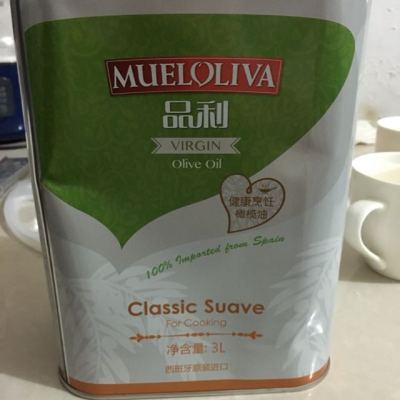 MUELOLIVA
品利
VIRGIN
Olive Oil
健康烹饪
橄榄油
100% Imported from Spain
Classic Suave
For Cooking
净含量: 3L
西班牙原装进口